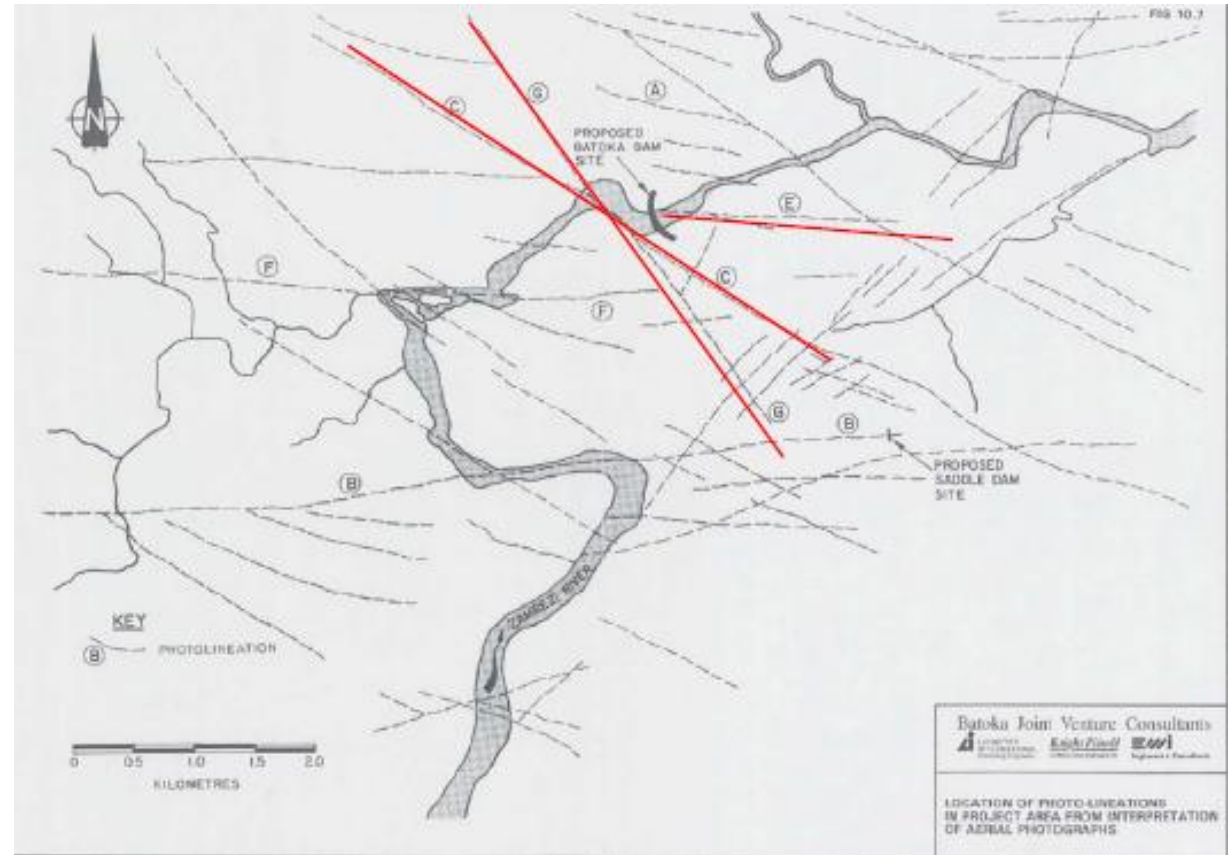 FIG 10.7
N
C
G
A
PROPOSED
BATOKA DAM
SITE
E
F
C
F
G
B
B
PROPOSED
SADDLE DAM
SITE
ZAMBEZI RIVER
KEY
B
PHOTOLINEATION
0 0.5 1.0 1.5 2.0
KILOMETRES
Batoka Joint Venture Consultants
Knight Piésold
LOCATION OF PHOTO-LINEATIONS
IN PROJECT AREA FROM INTERPRETATION
OF AERIAL PHOTOGRAPHS